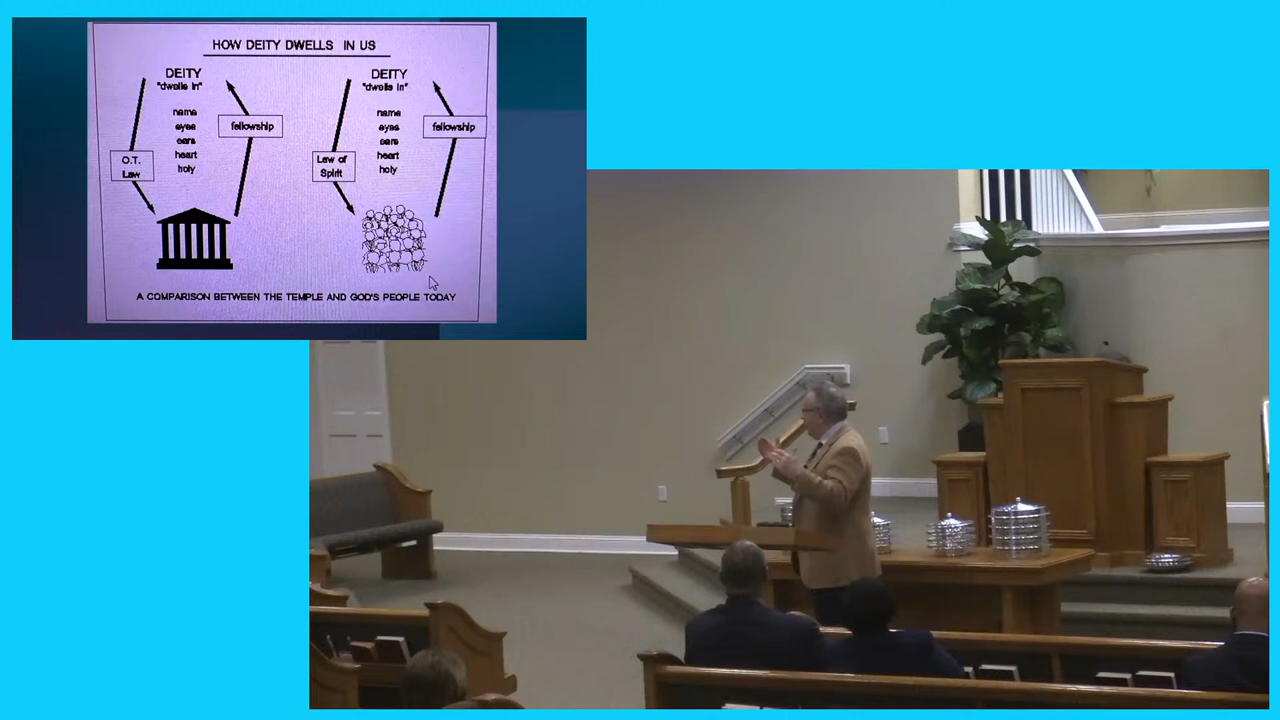 HOW DEITY DWELLS IN US
DEITY
"dwells in"
name
eyes
ears
heart
holy
O.T.
Law
fellowship
DEITY
"dwells in"
name
eyes
ears
heart
holy
Law of
Spirit
fellowship
A COMPARISON BETWEEN THE TEMPLE AND GOD'S PEOPLE TODAY